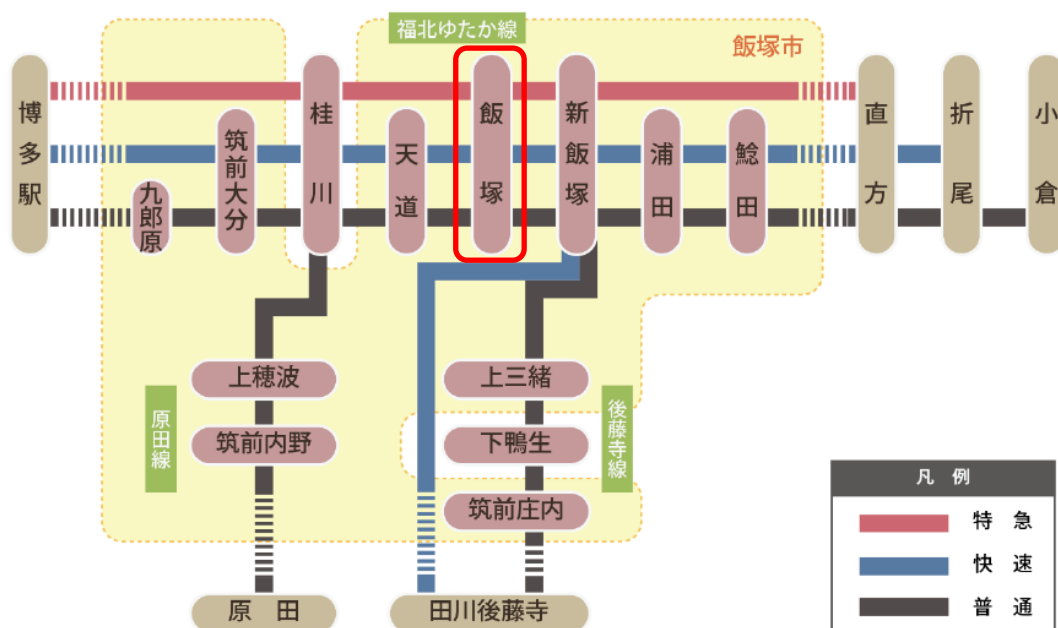 福北ゆたか線
飯塚市
博多駅
九郎原
筑前大分
桂川
天道
飯塚
新飯塚
浦田
鯰田
直方
折尾
小倉
上穂波
筑前内野
原田線
原田
上三緒
下鴨生
筑前庄内
後藤寺線
田川後藤寺
凡例
特急
快速
普通